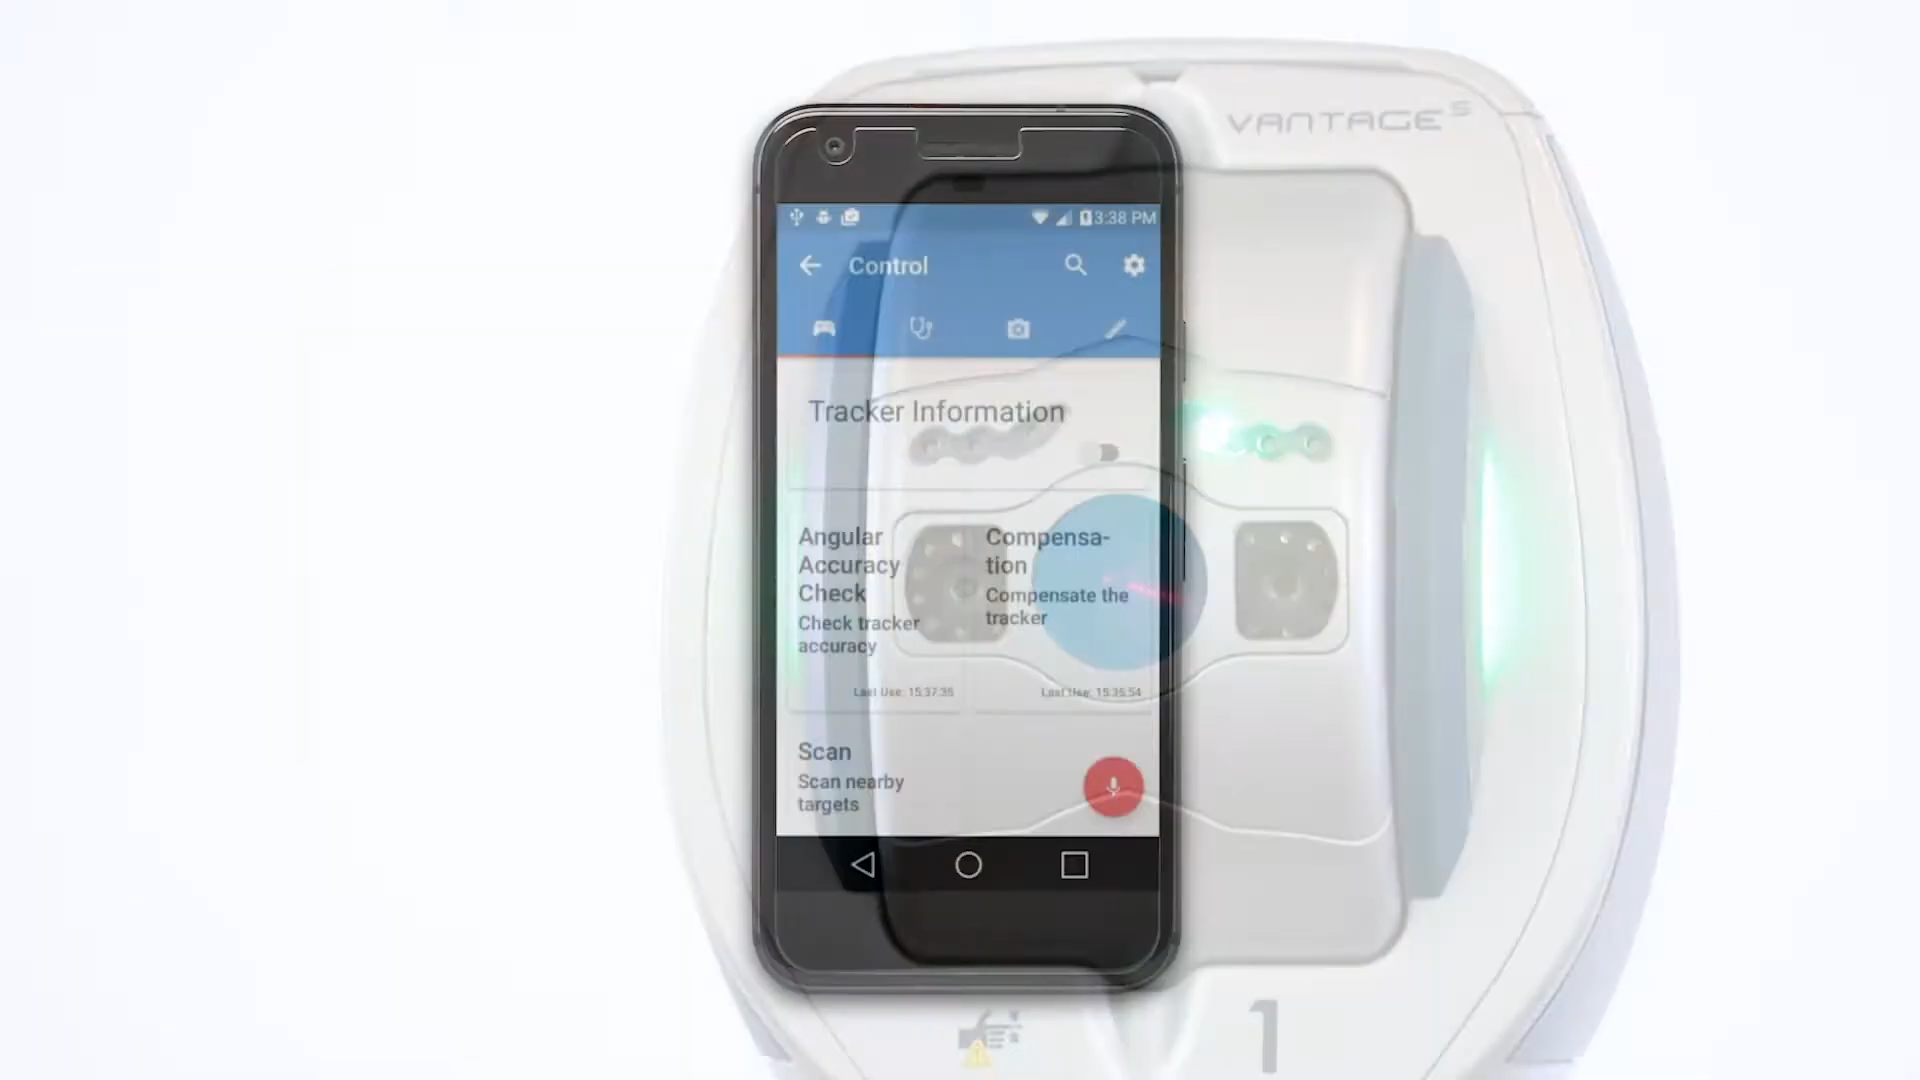 VANTAGE S
3:38 PM
Control
Tracker Information
Angular
Accuracy
Check
Check tracker
accuracy
Last Use: 15:37:35
Compensa-
tion
Compensate the
tracker
Last Use: 15:35:54
Scan
Scan nearby
targets
1